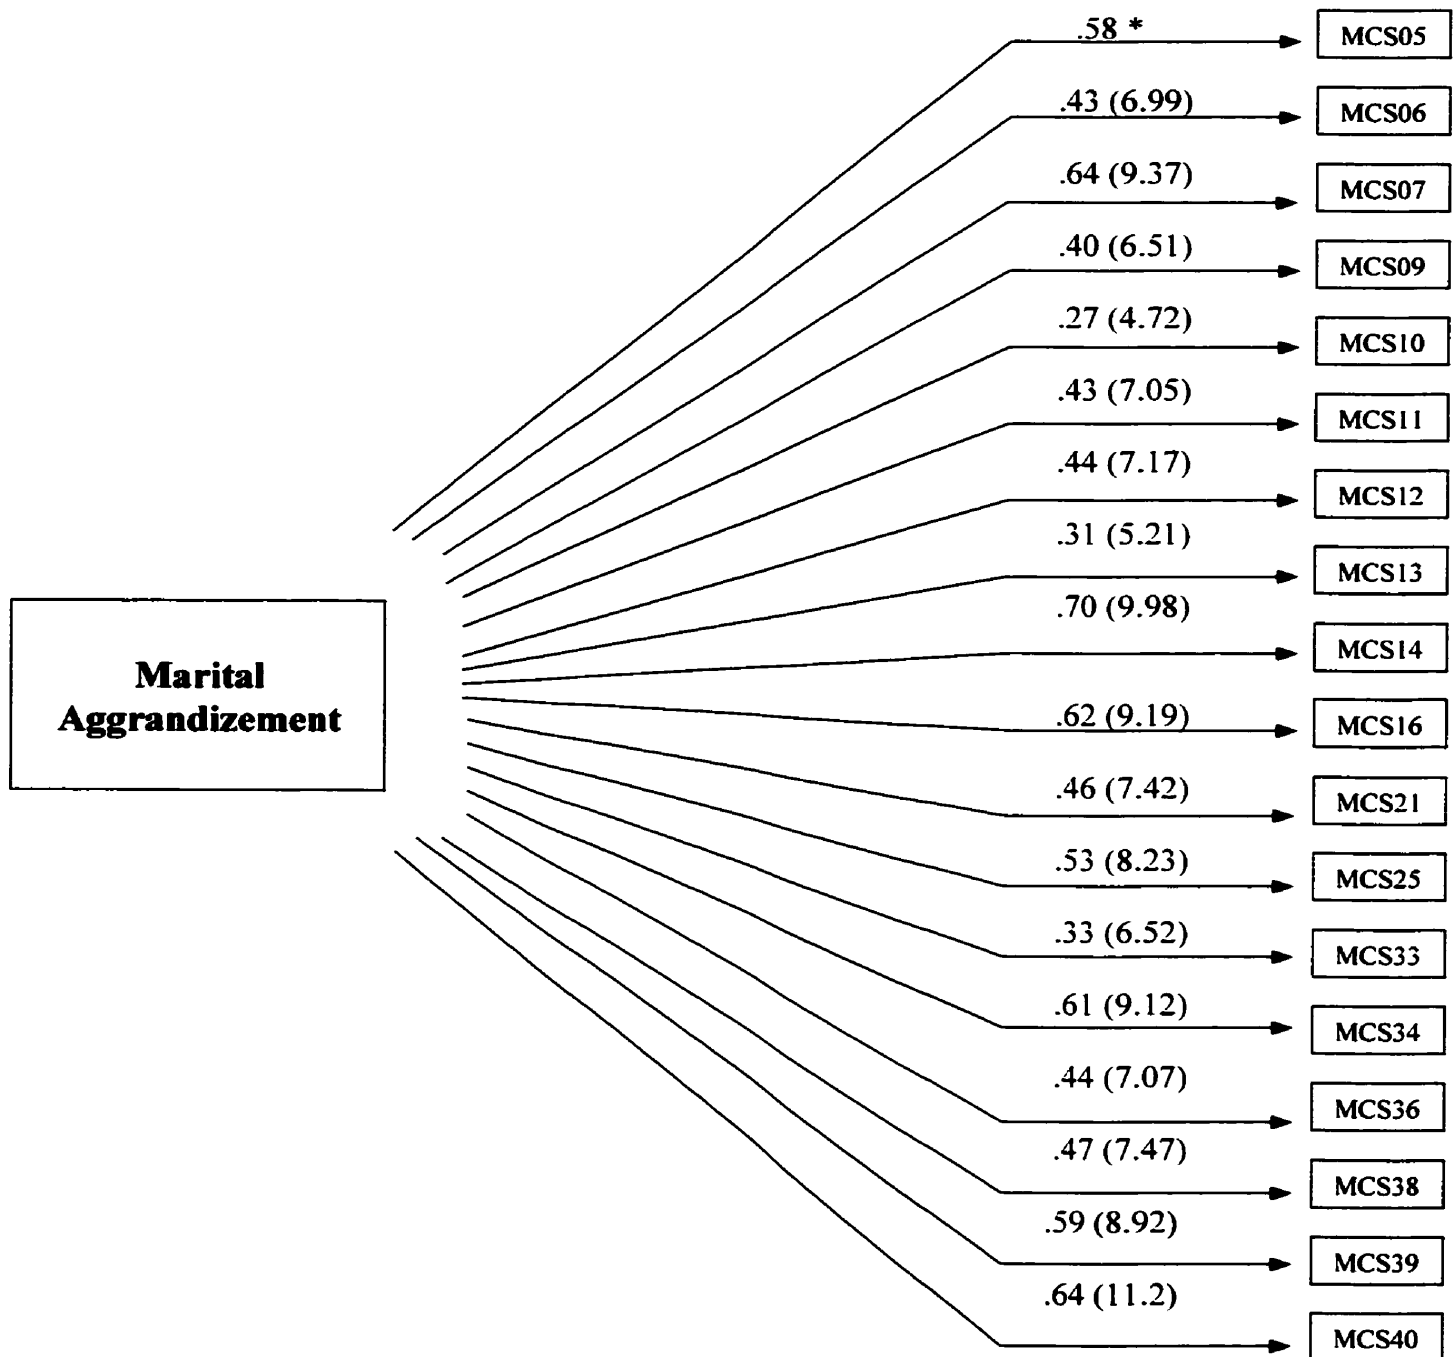 .58 * MCS05
.43 (6.99) MCS06
.64 (9.37) MCS07
.40 (6.51) MCS09
.27 (4.72) MCS10
.43 (7.05) MCS11
.44 (7.17) MCS12
.31 (5.21) MCS13
.70 (9.98) MCS14
Marital
Aggrandizement
.62 (9.19) MCS16
.46 (7.42) MCS21
.53 (8.23) MCS25
.33 (6.52) MCS33
.61 (9.12) MCS34
.44 (7.07) MCS36
.47 (7.47) MCS38
.59 (8.92) MCS39
.64 (11.2) MCS40